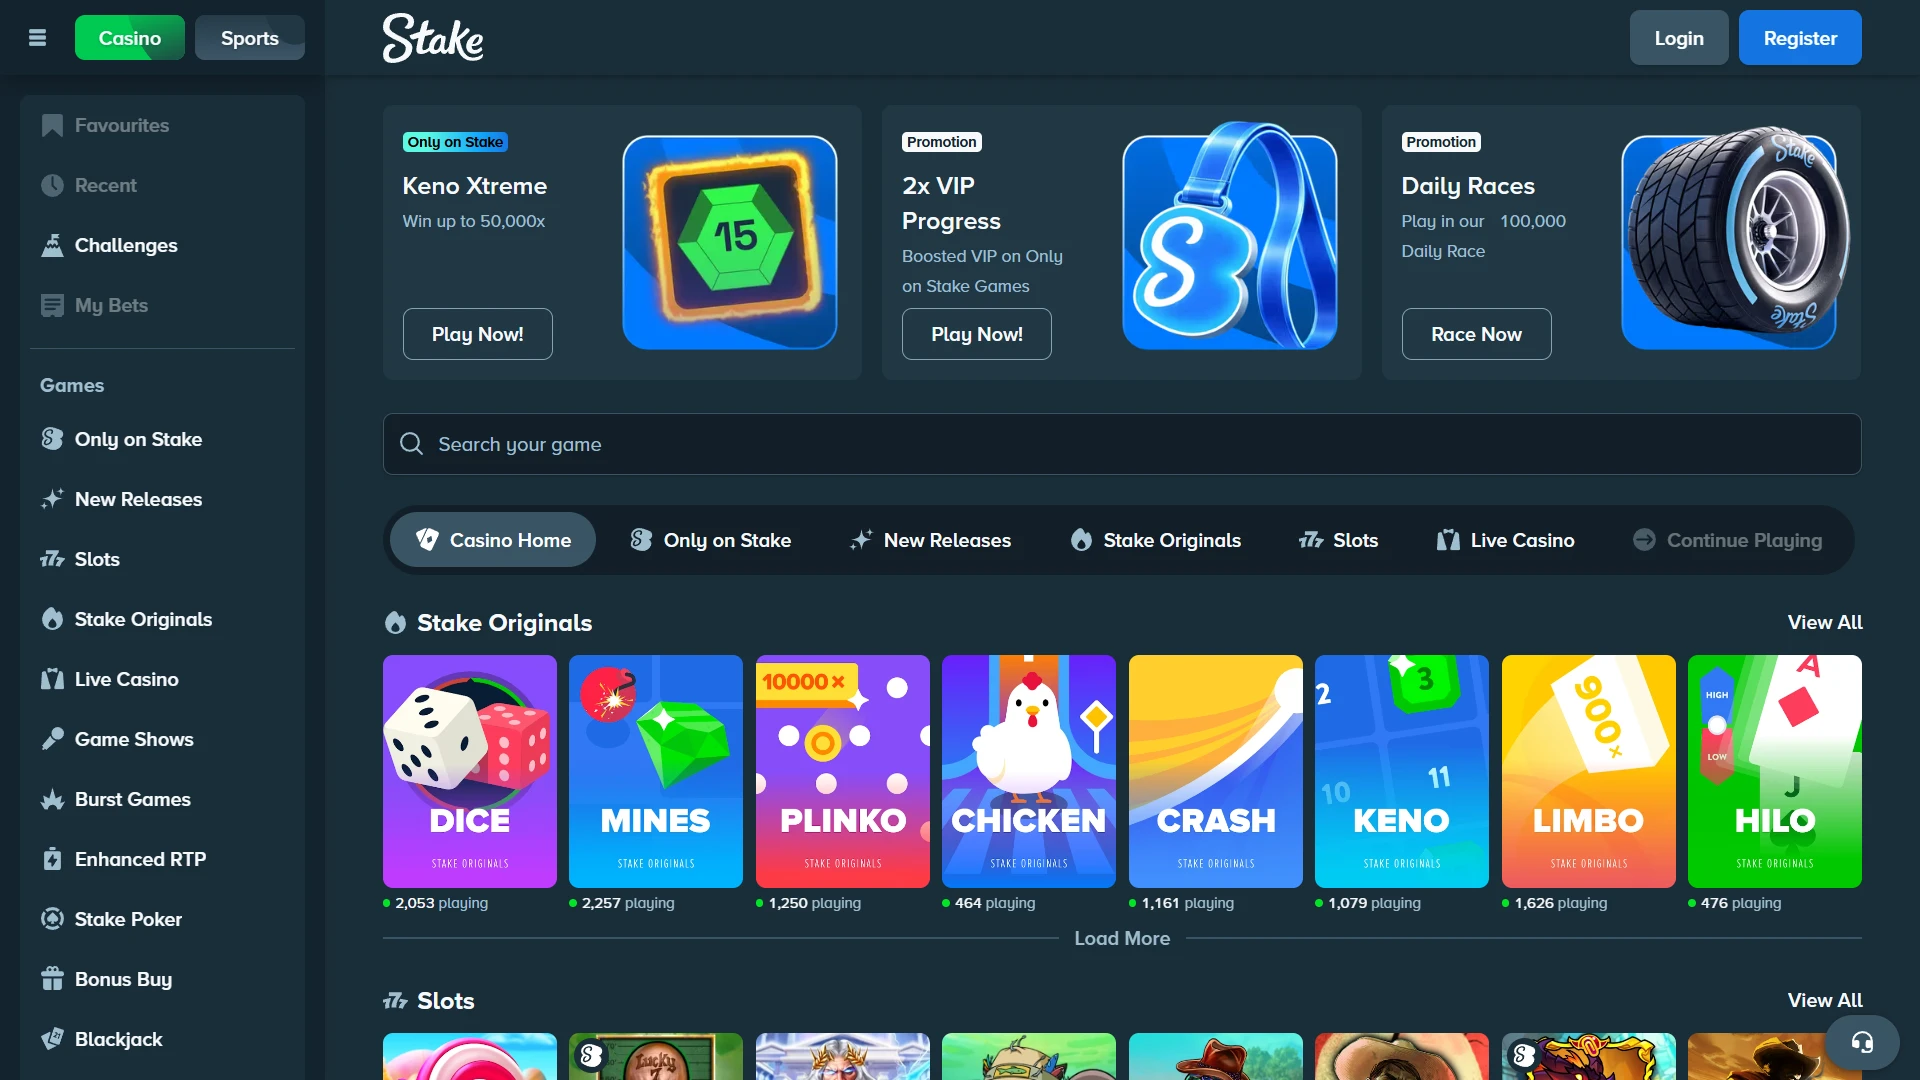 Casino
Sports
Stake
Login
Register
Favourites
Recent
Challenges
My Bets
Games
Only on Stake
New Releases
Slots
Stake Originals
Live Casino
Game Shows
Burst Games
Enhanced RTP
Stake Poker
Bonus Buy
Blackjack
Only on Stake
Keno Xtreme
Win up to 50,000x
Play Now!
15
Promotion
2x VIP
Progress
Boosted VIP on Only
on Stake Games
Play Now!
S
Promotion
Daily Races
Play in our 100,000
Daily Race
Race Now
Stake
Stake
Search your game
Casino Home
Only on Stake
New Releases
Stake Originals
Slots
Live Casino
Continue Playing
Stake Originals
View All
DICE
STAKE ORIGINALS
2,053 playing
MINES
STAKE ORIGINALS
2,257 playing
10000×
PLINKO
STAKE ORIGINALS
1,250 playing
CHICKEN
STAKE ORIGINALS
464 playing
CRASH
STAKE ORIGINALS
1,161 playing
2
3
10
11
KENO
STAKE ORIGINALS
1,079 playing
900×
LIMBO
STAKE ORIGINALS
1,626 playing
HIGH
LOW
A
J
HILO
STAKE ORIGINALS
476 playing
Load More
Slots
View All
S
Lucky
7
S